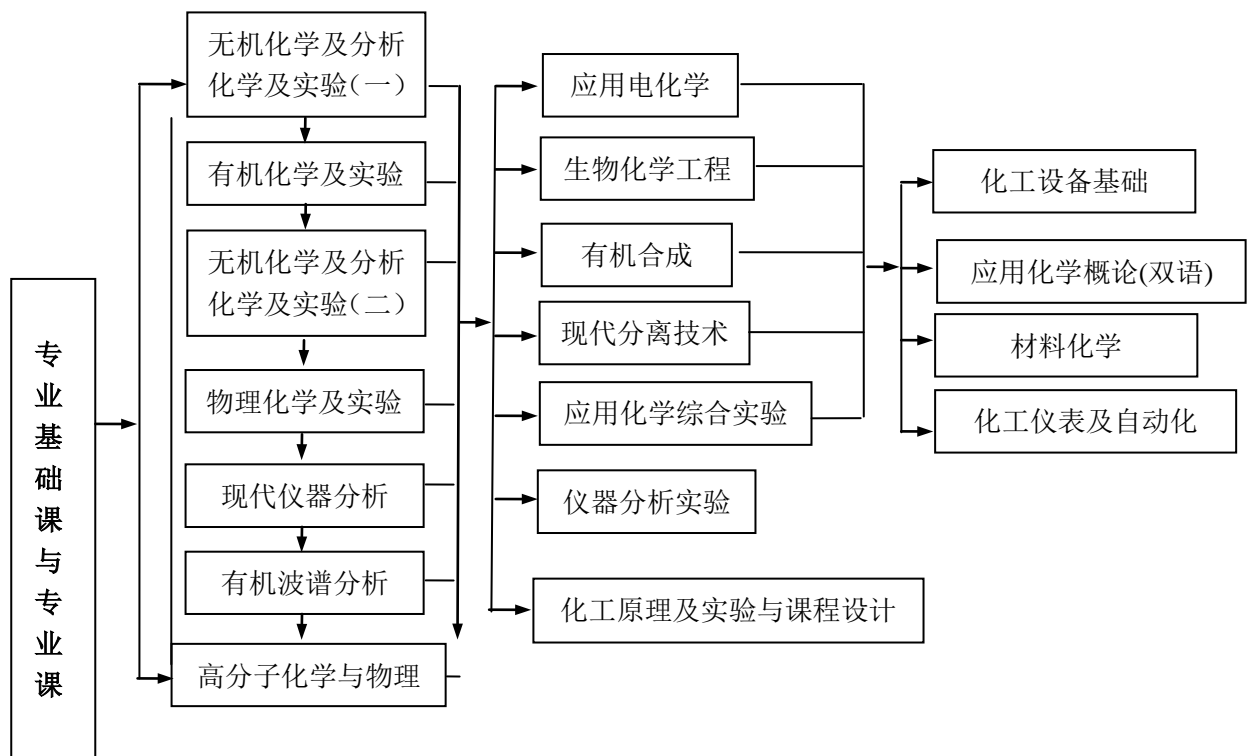 专业基础课与专业课
无机化学及分析
化学及实验(一)
有机化学及实验
无机化学及分析
化学及实验(二)
物理化学及实验
现代仪器分析
有机波谱分析
高分子化学与物理
应用电化学
生物化学工程
有机合成
现代分离技术
应用化学综合实验
仪器分析实验
化工原理及实验与课程设计
化工设备基础
应用化学概论(双语)
材料化学
化工仪表及自动化